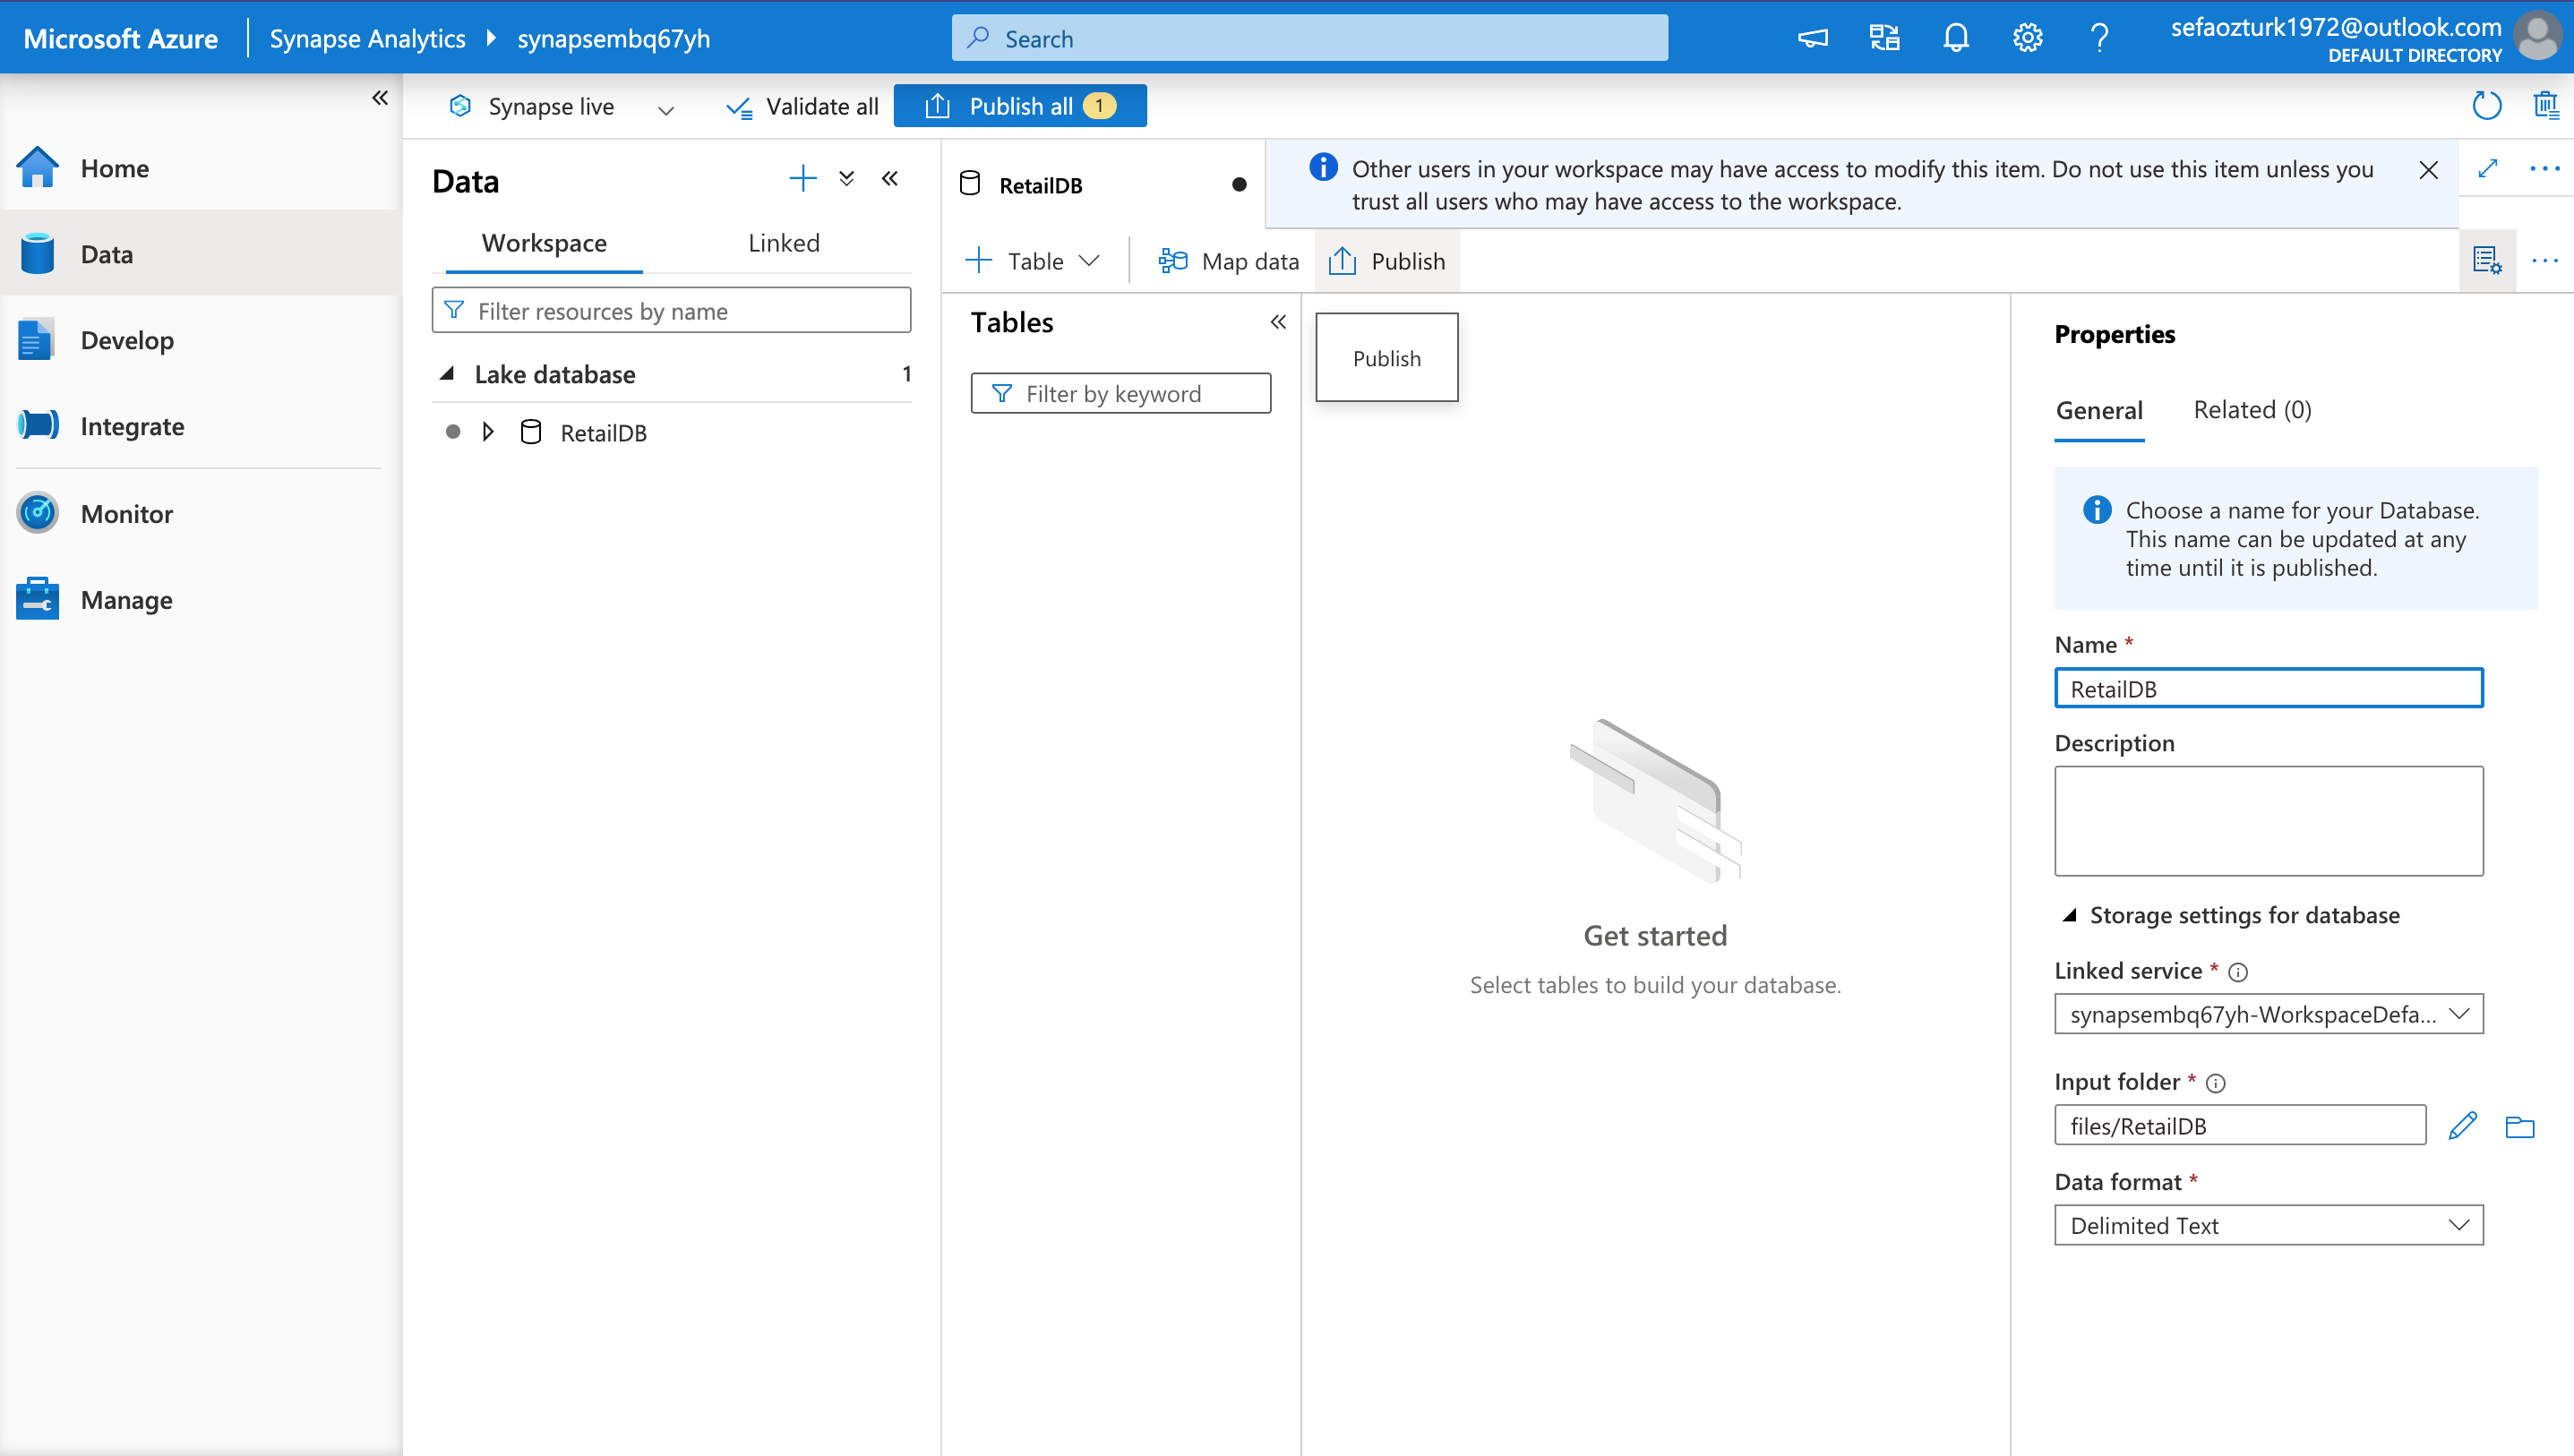 Microsoft Azure
Synapse Analytics
synapsembq67yh
Search
sefaozturk1972@outlook.com
DEFAULT DIRECTORY
Synapse live
Validate all
Publish all 1
Home
Data
Develop
Integrate
Monitor
Manage
Data
Workspace
Linked
Filter resources by name
Lake database
1
RetailDB
RetailDB
Other users in your workspace may have access to modify this item. Do not use this item unless you
trust all users who may have access to the workspace.
Table
Map data
Publish
Tables
Filter by keyword
Publish
Get started
Select tables to build your database.
Properties
General
Related (0)
Choose a name for your Database.
This name can be updated at any
time until it is published.
Name *
RetailDB
Description
Storage settings for database
Linked service *
synapsembq67yh-WorkspaceDefa...
Input folder *
files/RetailDB
Data format *
Delimited Text